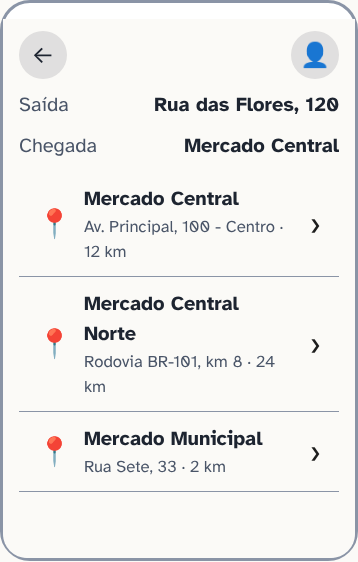 Saída Rua das Flores, 120
Chegada Mercado Central
Mercado Central
Av. Principal, 100 - Centro ·
12 km
Mercado Central
Norte
Rodovia BR-101, km 8 · 24
km
Mercado Municipal
Rua Sete, 33 · 2 km